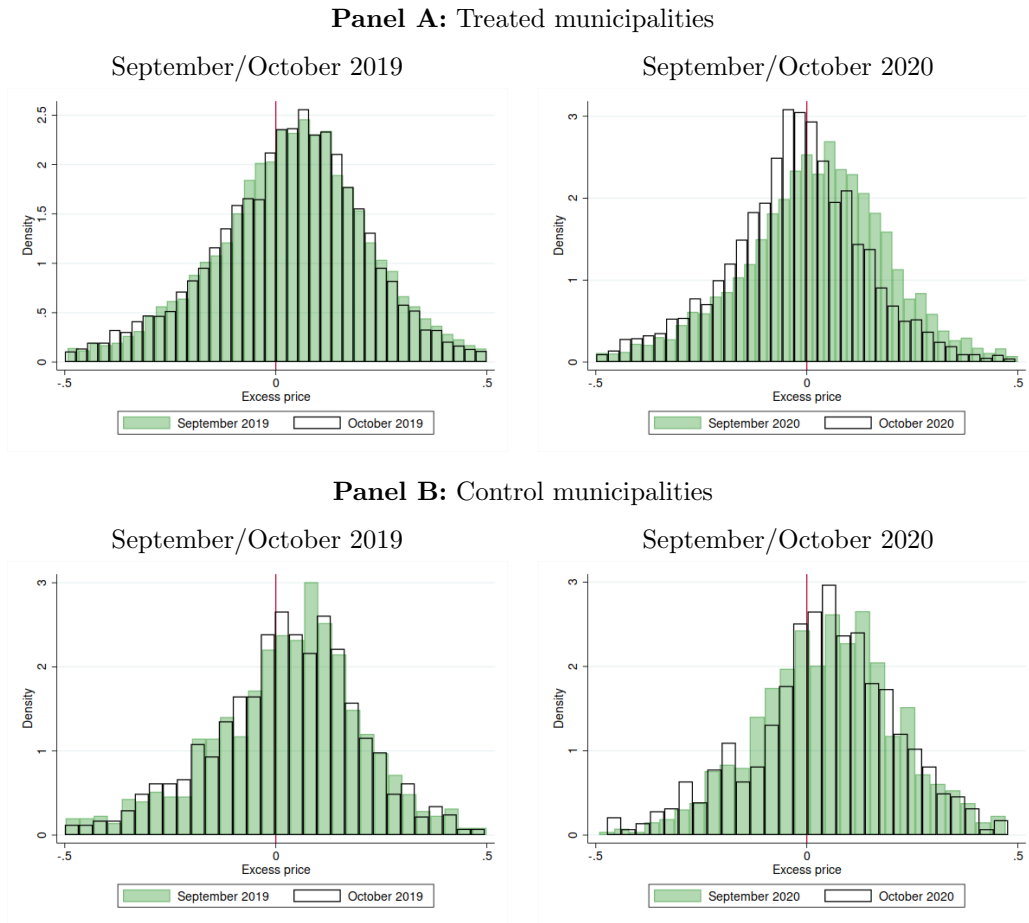 Panel A: Treated municipalities
September/October 2019
September/October 2020
Density
0
.5
1
1.5
2
2.5
-.5
0
.5
Excess price
September 2019
October 2019
Density
0
1
2
3
-.5
0
.5
Excess price
September 2020
October 2020
Panel B: Control municipalities
September/October 2019
September/October 2020
Density
0
1
2
3
-.5
0
.5
Excess price
September 2019
October 2019
Density
0
1
2
3
-.5
0
.5
Excess price
September 2020
October 2020